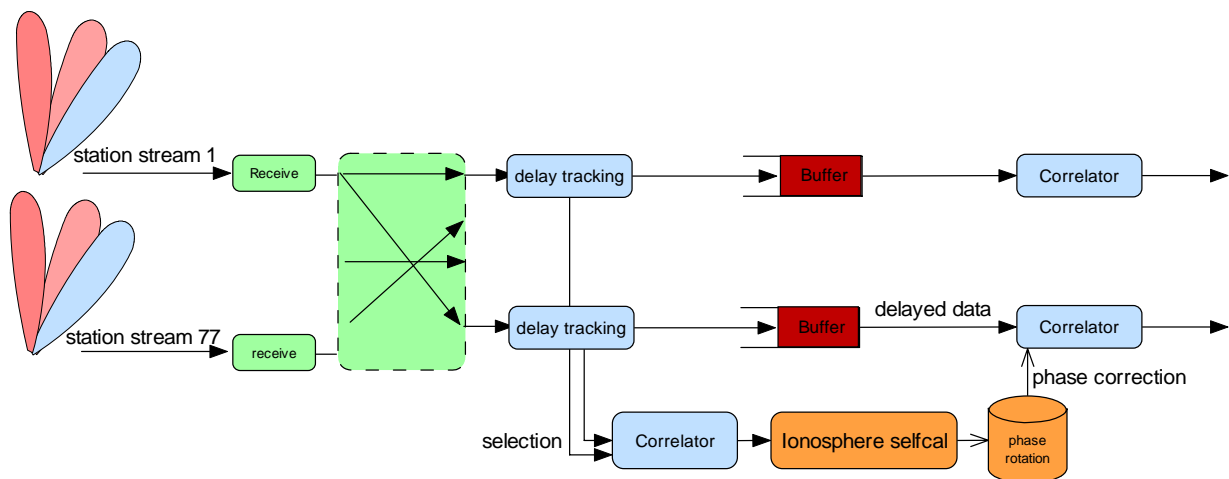 station stream 1
Receive
delay tracking
Buffer
Correlator
station stream 77
receive
delay tracking
Buffer
delayed data
Correlator
phase correction
selection
Correlator
Ionosphere selfcal
phase
rotation